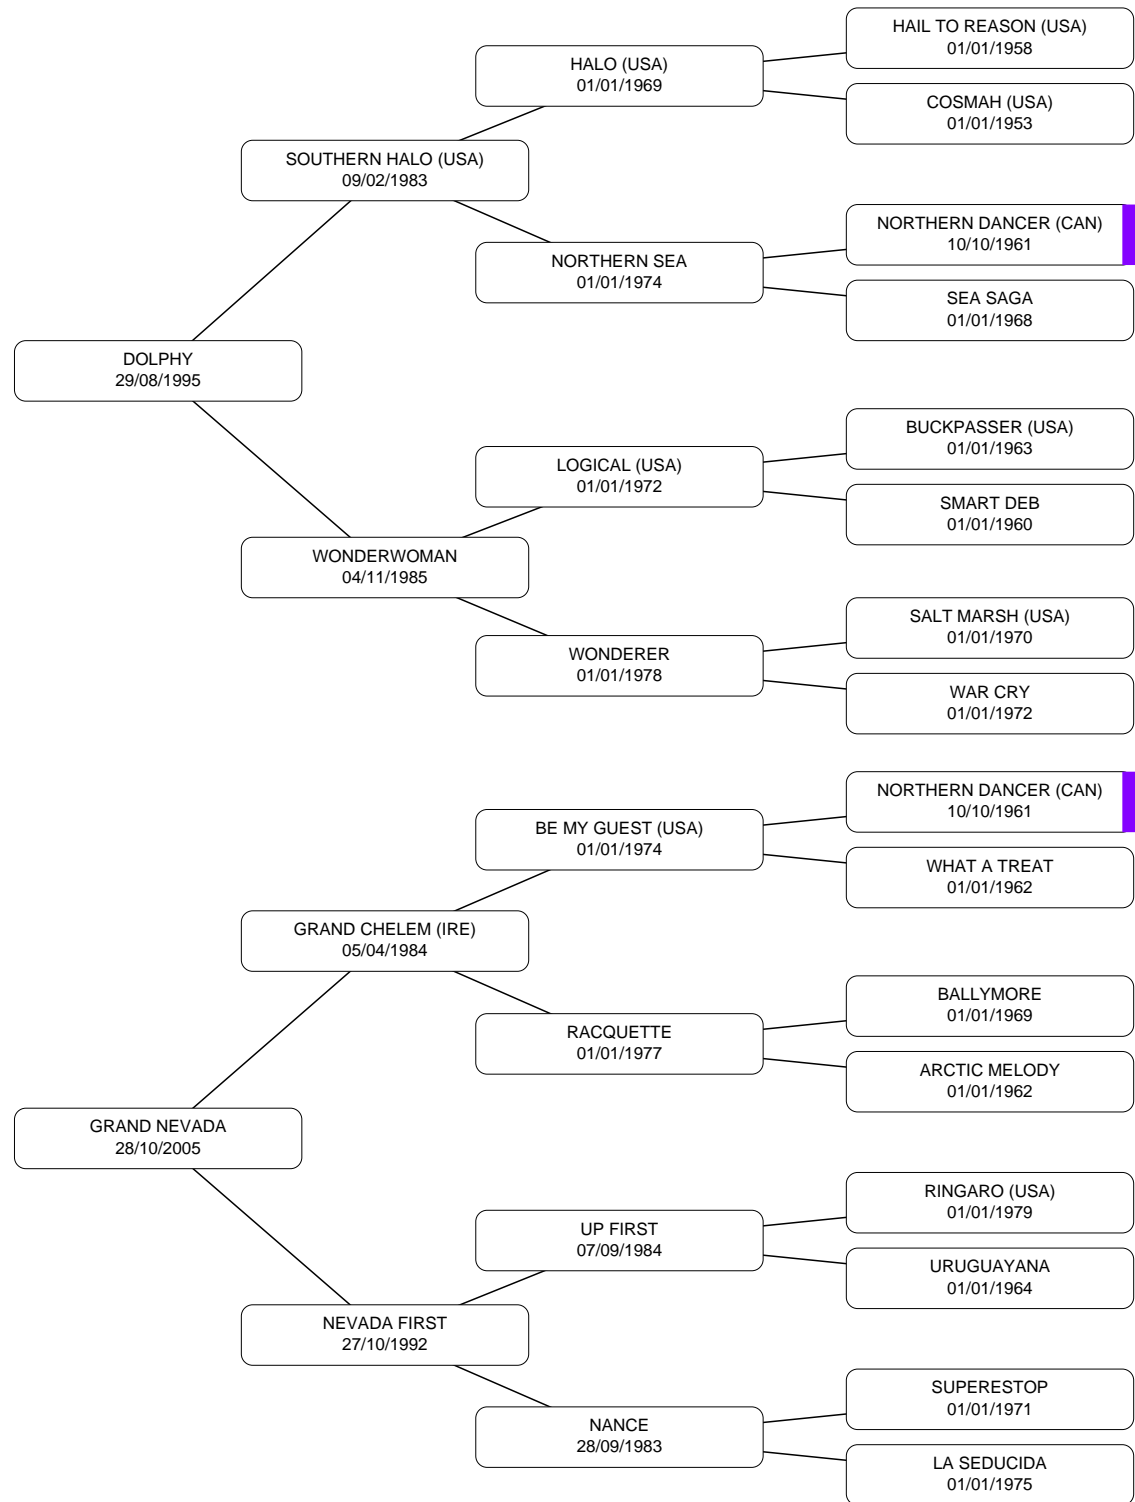 HAIL TO REASON (USA)
01/01/1958
HALO (USA)
01/01/1969
COSMAH (USA)
01/01/1953
SOUTHERN HALO (USA)
09/02/1983
NORTHERN DANCER (CAN)
10/10/1961
NORTHERN SEA
01/01/1974
SEA SAGA
01/01/1968
DOLPHY
29/08/1995
BUCKPASSER (USA)
01/01/1963
LOGICAL (USA)
01/01/1972
SMART DEB
01/01/1960
WONDERWOMAN
04/11/1985
SALT MARSH (USA)
01/01/1970
WONDERER
01/01/1978
WAR CRY
01/01/1972
NORTHERN DANCER (CAN)
10/10/1961
BE MY GUEST (USA)
01/01/1974
WHAT A TREAT
01/01/1962
GRAND CHELEM (IRE)
05/04/1984
BALLYMORE
01/01/1969
RACQUETTE
01/01/1977
ARCTIC MELODY
01/01/1962
GRAND NEVADA
28/10/2005
RINGARO (USA)
01/01/1979
UP FIRST
07/09/1984
URUGUAYANA
01/01/1964
NEVADA FIRST
27/10/1992
SUPERESTOP
01/01/1971
NANCE
28/09/1983
LA SEDUCIDA
01/01/1975